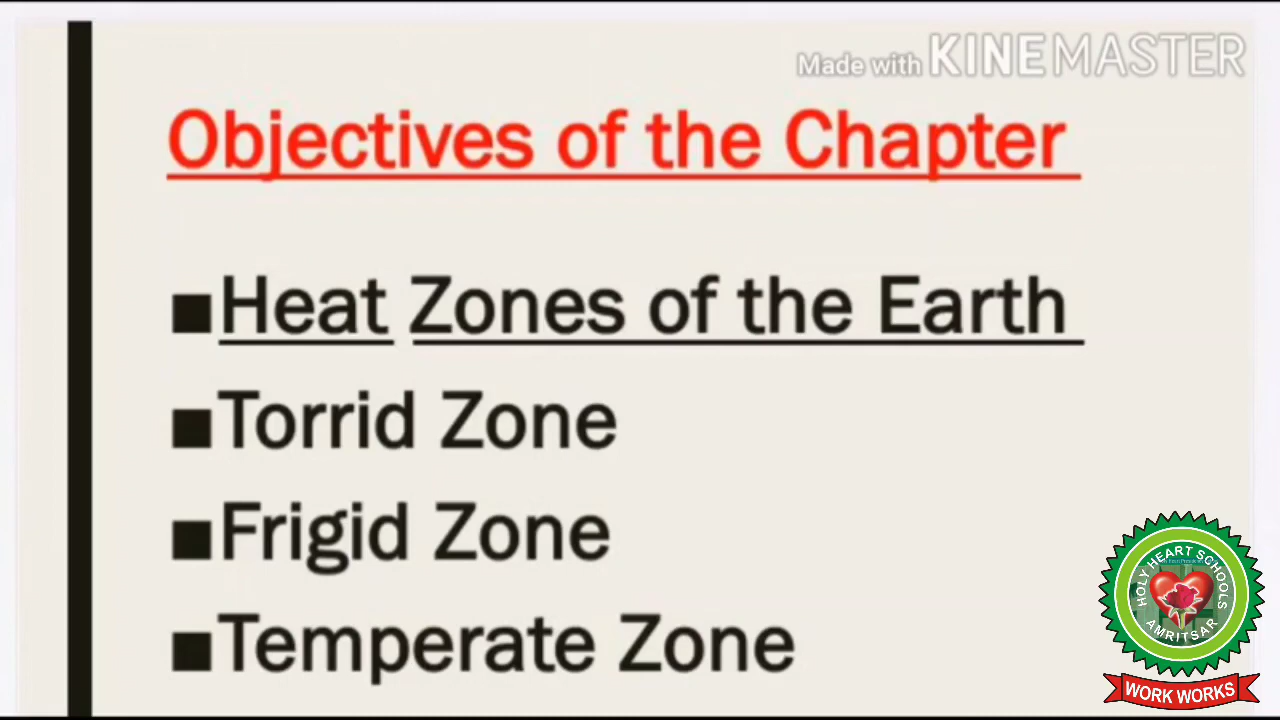 Made with KINEMASTER
Objectives of the Chapter
■Heat Zones of the Earth
■Torrid Zone
■Frigid Zone
■Temperate Zone
HOLY HEART SCHOOLS
AMRITSAR
WORK WORKS